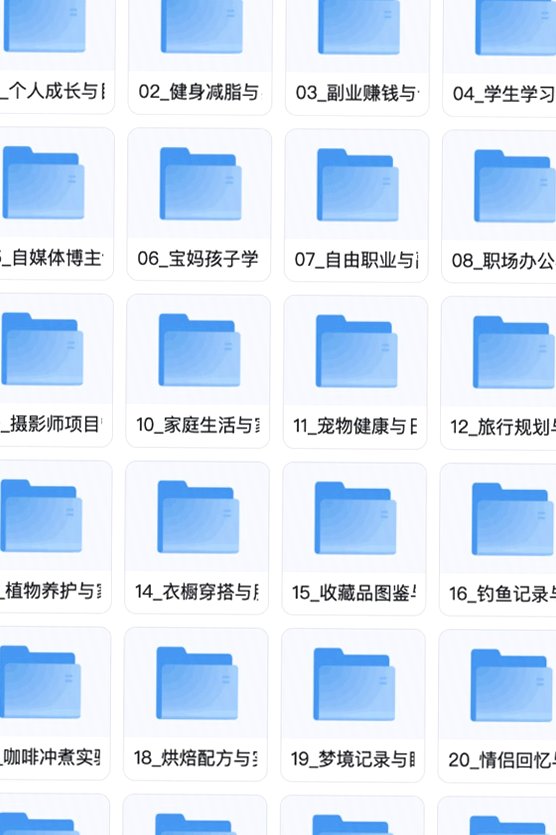 _个人成长与
02_健身减脂与
03_副业赚钱与
04_学生学习
_自媒体博主
06_宝妈孩子学
07_自由职业与
08_职场办公
_摄影师项目
10_家庭生活与
11_宠物健康与
12_旅行规划与
_植物养护与
14_衣橱穿搭与
15_收藏品图鉴与
16_钓鱼记录与
_咖啡冲煮实验
18_烘焙配方与
19_梦境记录与
20_情侣回忆